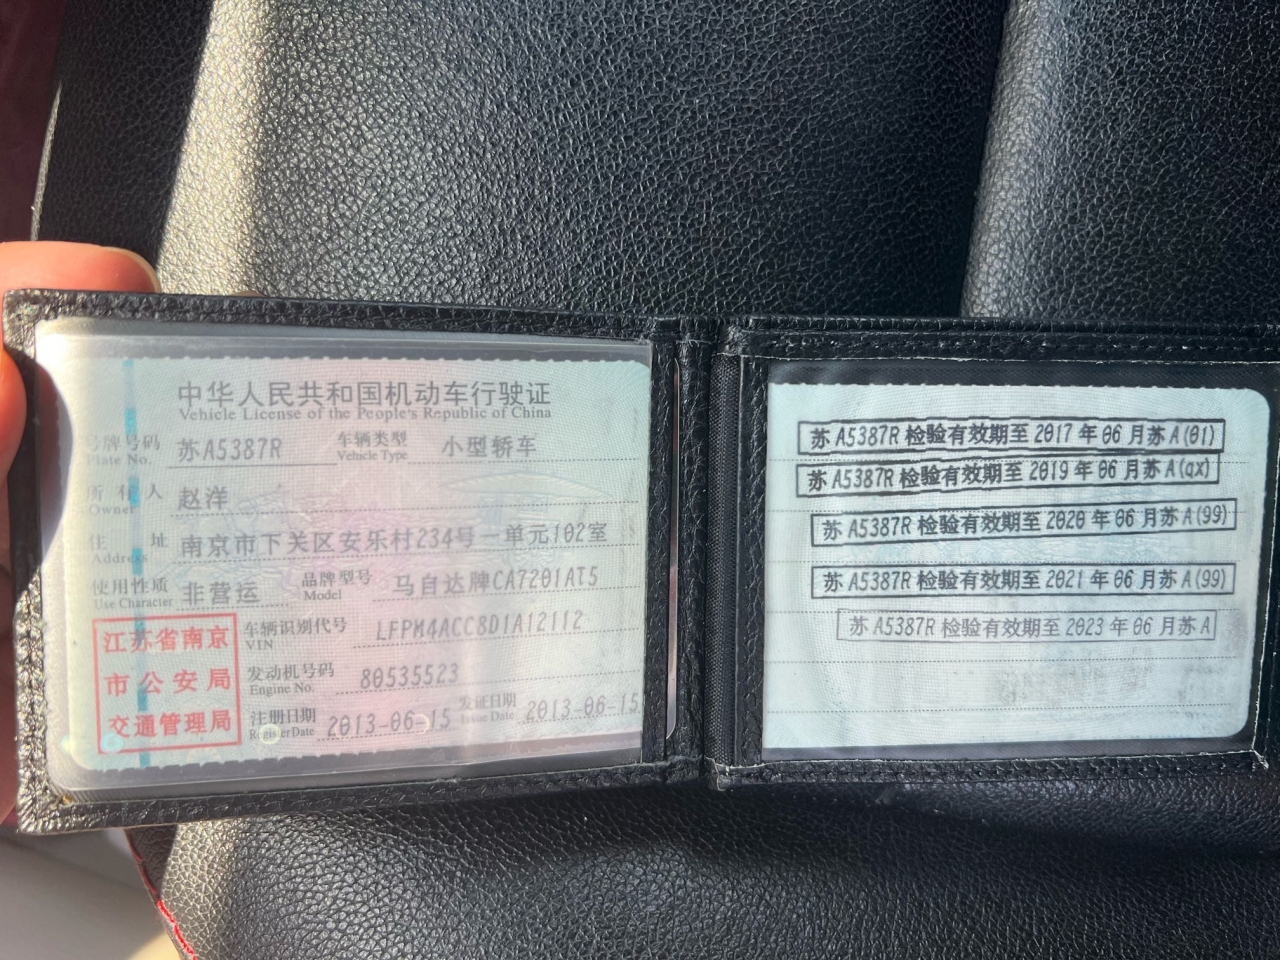 中华人民共和国机动车行驶证
Vehicle License of the People's Republic of China
号牌号码 苏A5387R 车辆类型 小型轿车
Plate No. Vehicle Type
所有人 赵洋
Owner
住址 南京市下关区安乐村234号一单元102室
Address
使用性质 非营运 品牌型号 马自达牌CA7201AT5
Use Character Model
江苏省南京
市公安局
交通管理局
车辆识别代号 LFPM4ACC8D1A12112
VIN
发动机号码 80535523
Engine No.
注册日期 2013-06-15 发证日期 2013-06-15
Register Date Issue Date
苏A5387R 检验有效期至 2017 年 06 月苏A(01)
苏A5387R 检验有效期至 2019 年 06 月苏A(qx)
苏A5387R 检验有效期至 2020 年 06 月苏A(99)
苏A5387R 检验有效期至 2021 年 06 月苏A(99)
苏A5387R 检验有效期至 2023 年 06 月苏A